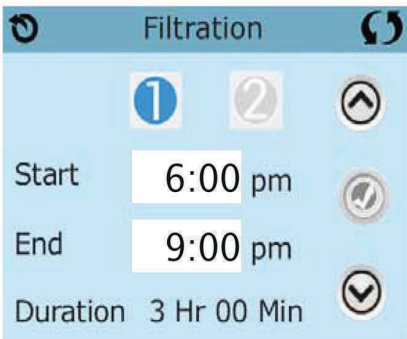 Filtration
1 2
Start 6:00 pm
End 9:00 pm
Duration 3 Hr 00 Min